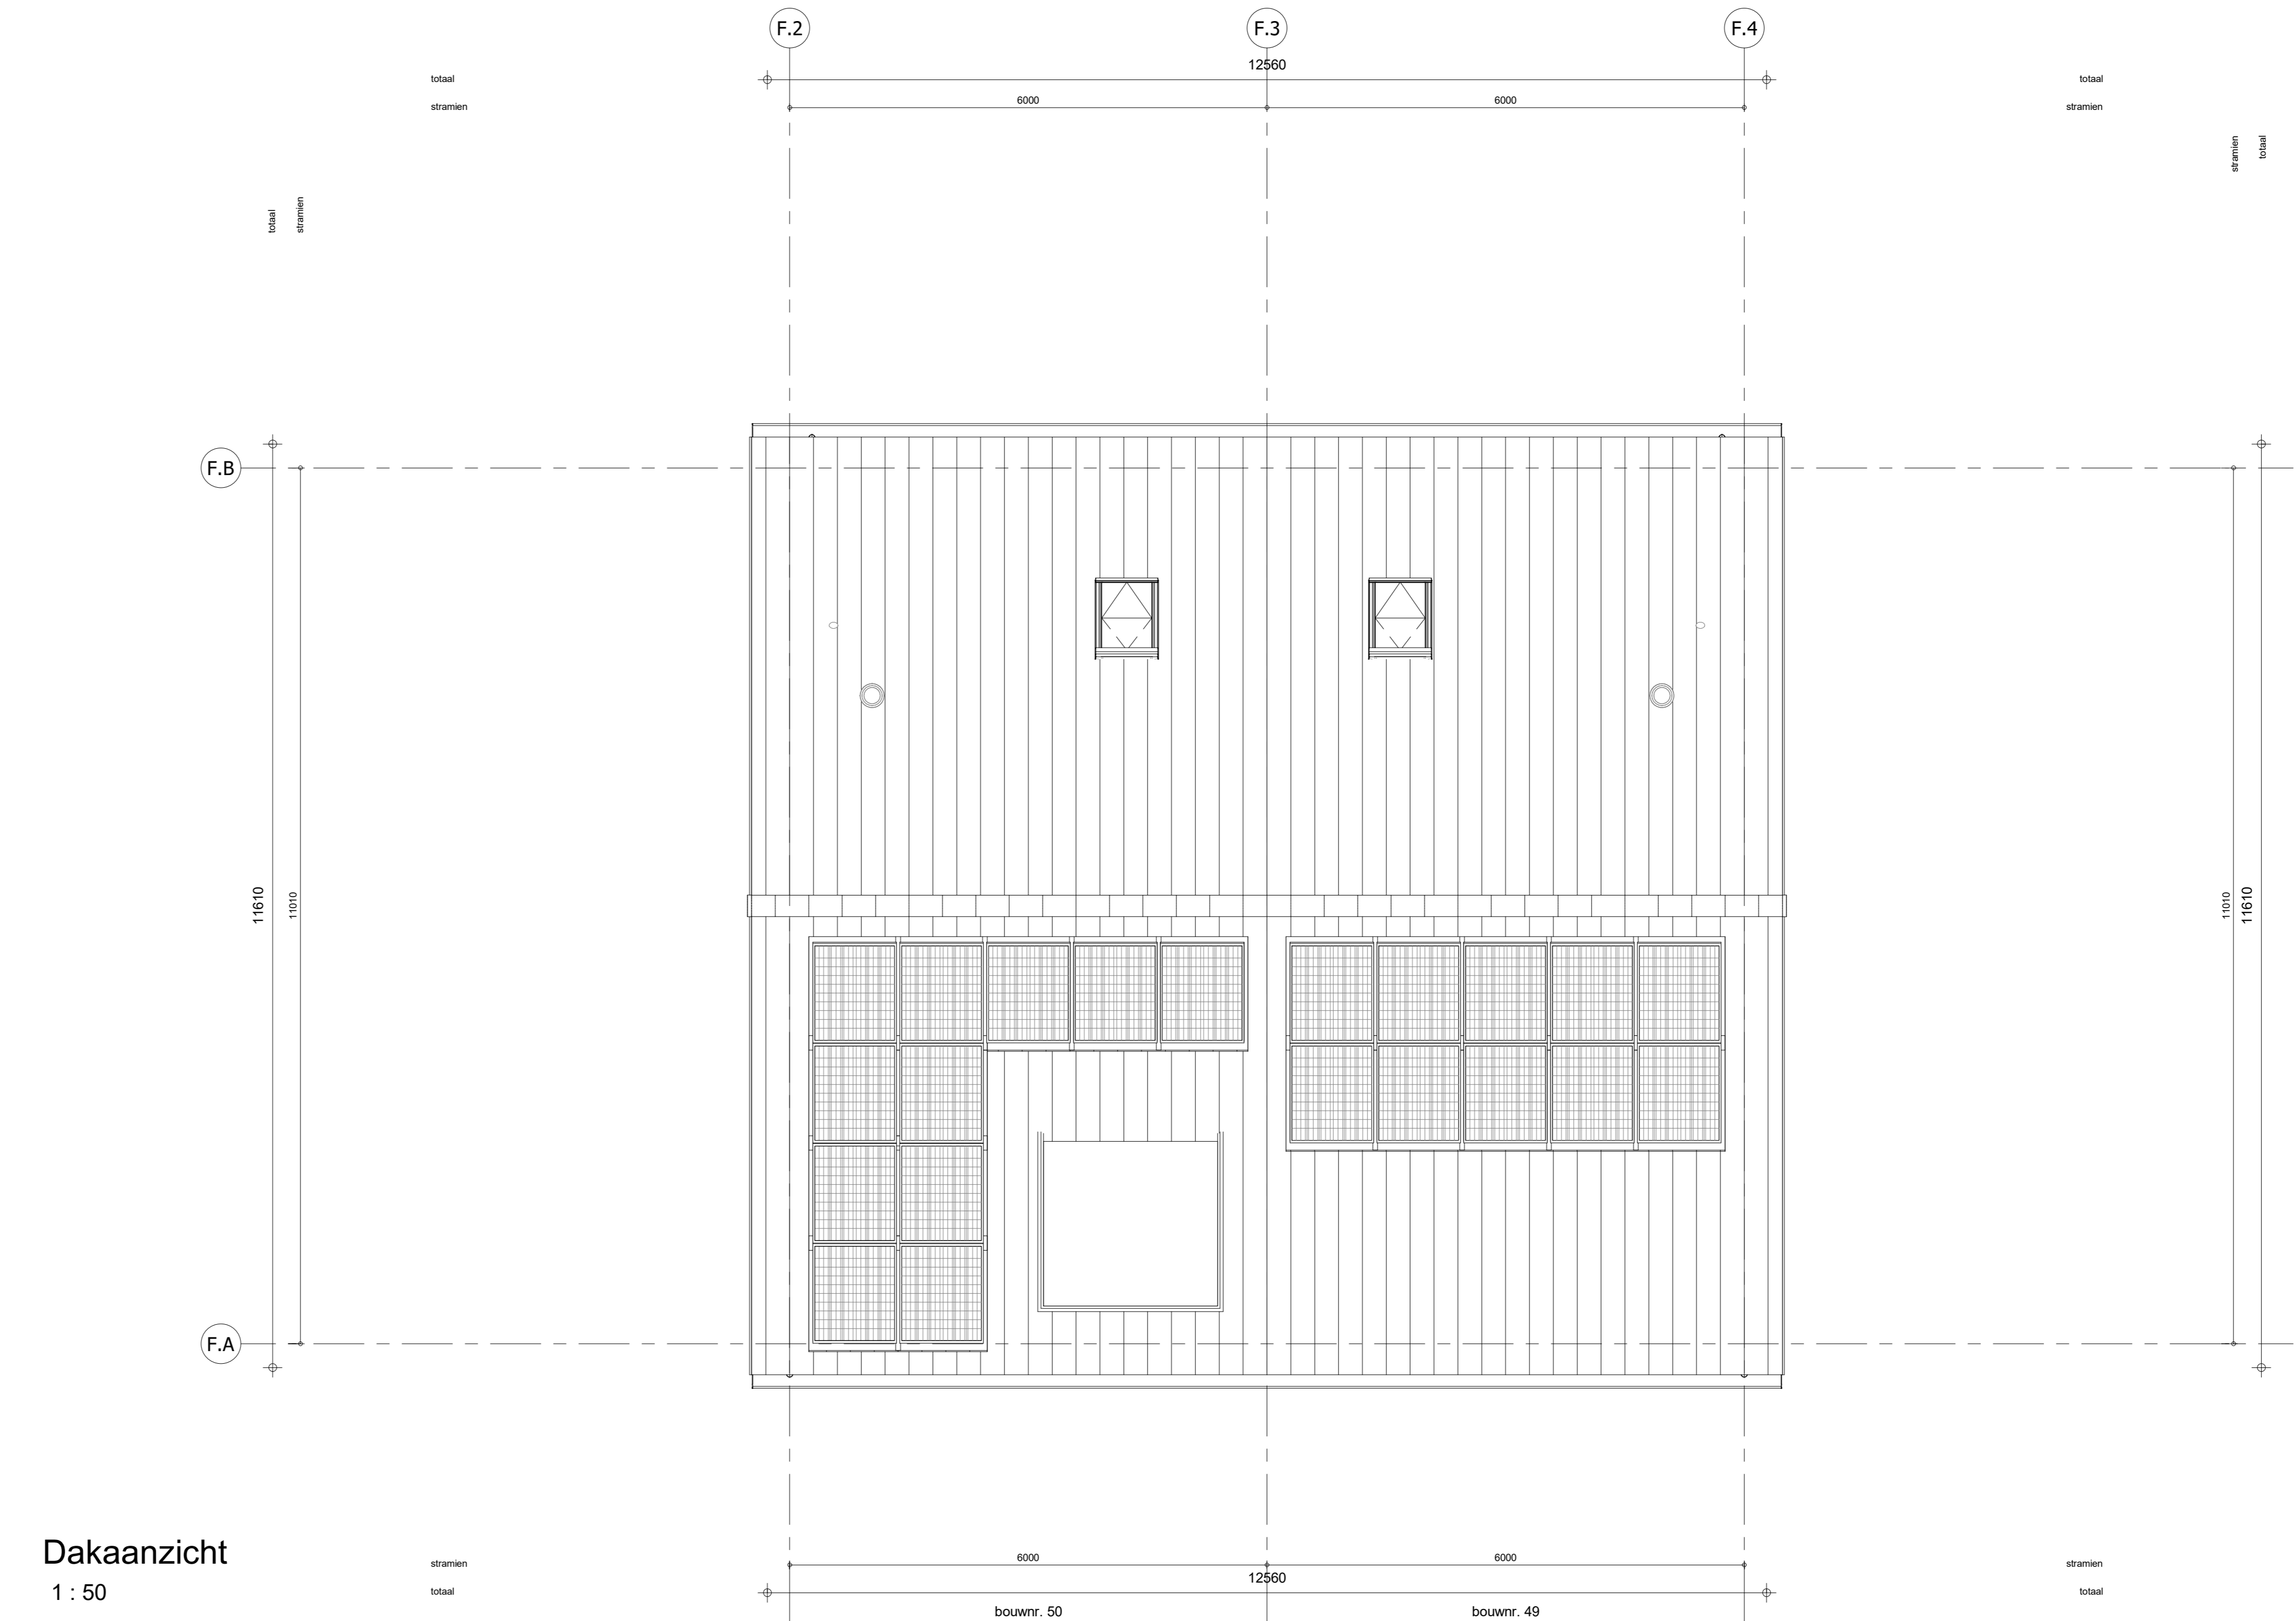 F.2 F.3 F.4
totaal 12560 totaal
stramien 6000 6000 stramien
stramien totaal
totaal stramien
F.B
11610 11010 11010 11610
F.A
Dakaanzicht
1 : 50
stramien 6000 6000 stramien
totaal 12560 totaal
bouwnr. 50 bouwnr. 49